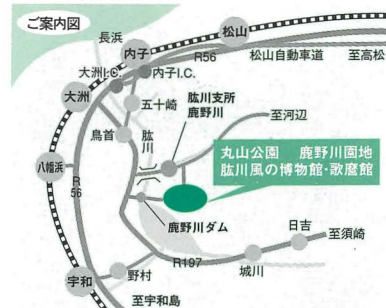 ご案内図
長浜
内子
松山
R56
松山自動車道
至高松
大洲I.C.
内子I.C.
大洲
五十崎
肱川支所
鹿野川
至河辺
鳥首
肱川
八幡浜
R56
丸山公園　鹿野川園地
肱川風の博物館・歌麿館
鹿野川ダム
日吉
至須崎
R197
城川
野村
宇和
至宇和島